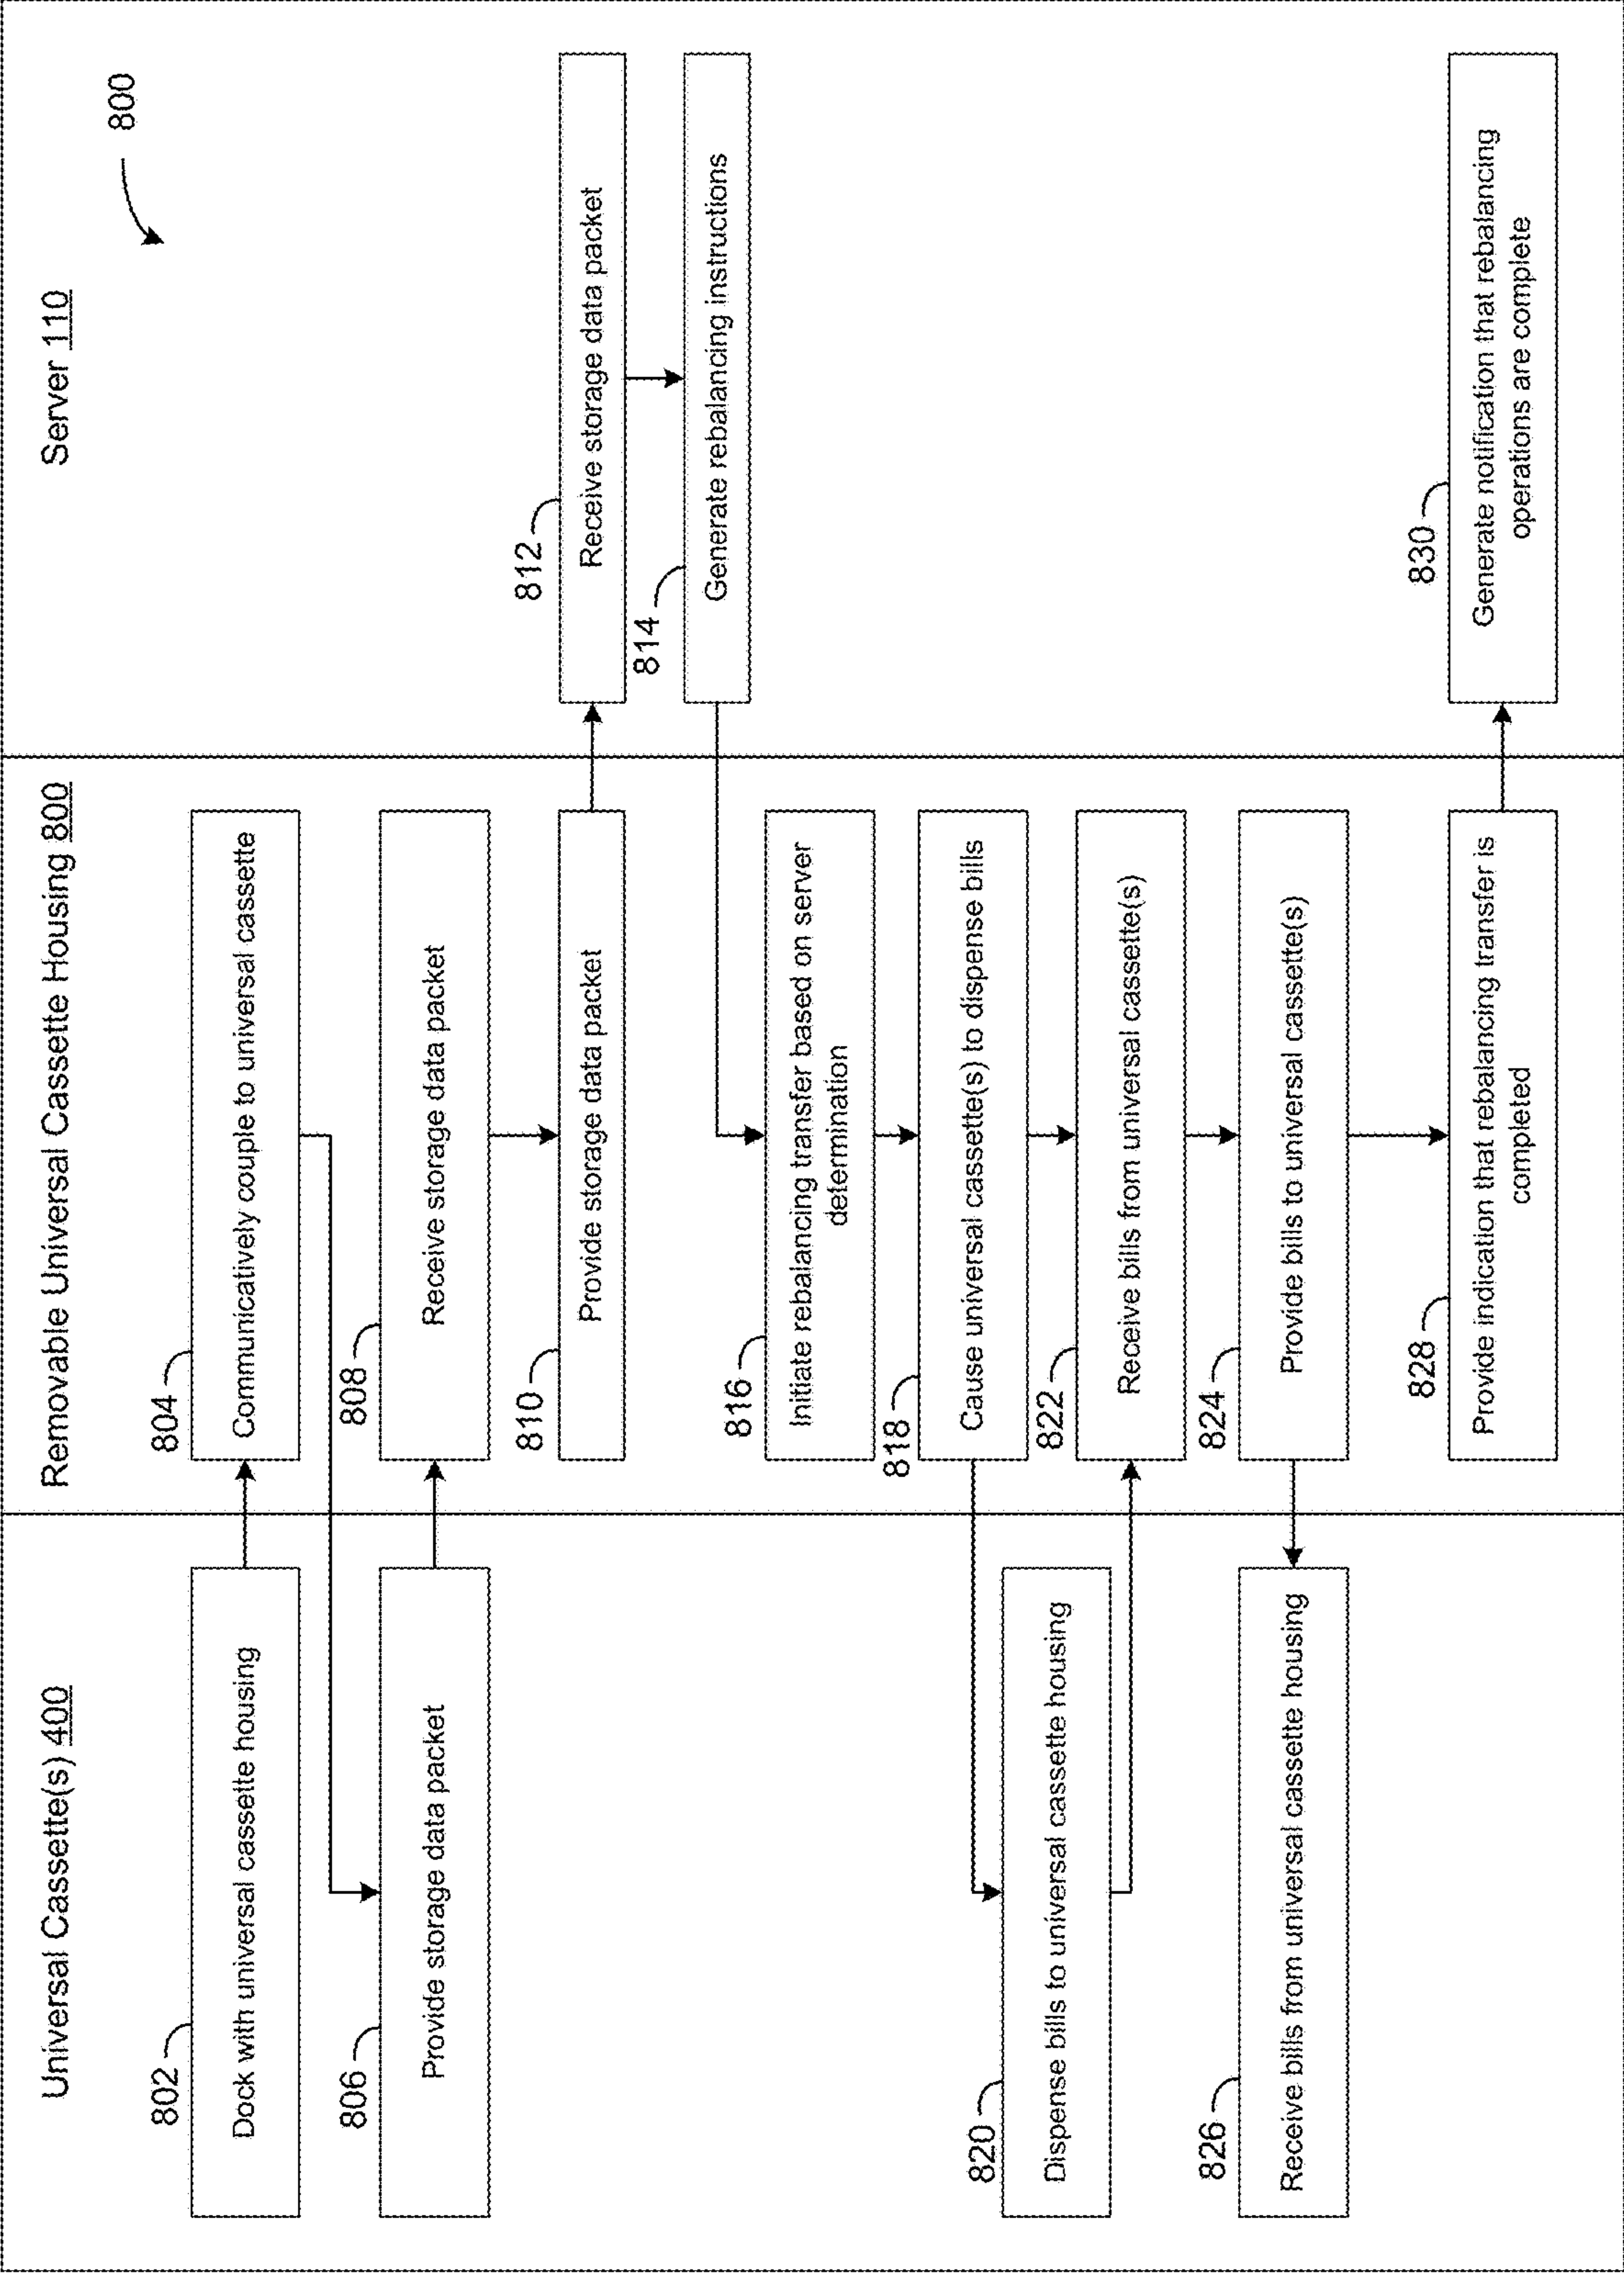 Universal Cassette(s) 400
Removable Universal Cassette Housing 800
Server 110
800
802
Dock with universal cassette housing
804
Communicatively couple to universal cassette
806
Provide storage data packet
808
Receive storage data packet
810
Provide storage data packet
812
Receive storage data packet
814
Generate rebalancing instructions
816
Initiate rebalancing transfer based on server
determination
818
Cause universal cassette(s) to dispense bills
820
Dispense bills to universal cassette housing
822
Receive bills from universal cassette(s)
824
Provide bills to universal cassette(s)
826
Receive bills from universal cassette housing
828
Provide indication that rebalancing transfer is
completed
830
Generate notification that rebalancing
operations are complete